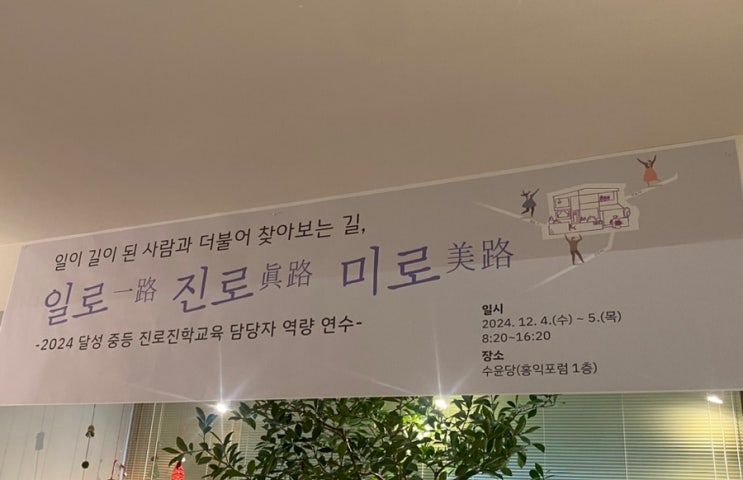 일이 길이 된 사람과 더불어 찾아보는 길,
일로一路 진로眞路 미로美路
-2024 달성 중등 진로진학교육 담당자 역량 연수-
일시
2024. 12. 4.(수) ~ 5.(목)
8:20~16:20
장소
수윤당(홍익포럼 1층)